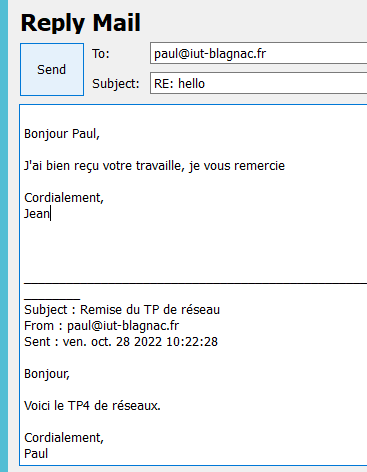 Reply Mail
Send
To:
paul@iut-blagnac.fr
Subject:
RE: hello
Bonjour Paul,
J'ai bien reçu votre travaille, je vous remercie
Cordialement,
Jean
Subject : Remise du TP de réseau
From : paul@iut-blagnac.fr
Sent : ven. oct. 28 2022 10:22:28
Bonjour,
Voici le TP4 de réseaux.
Cordialement,
Paul